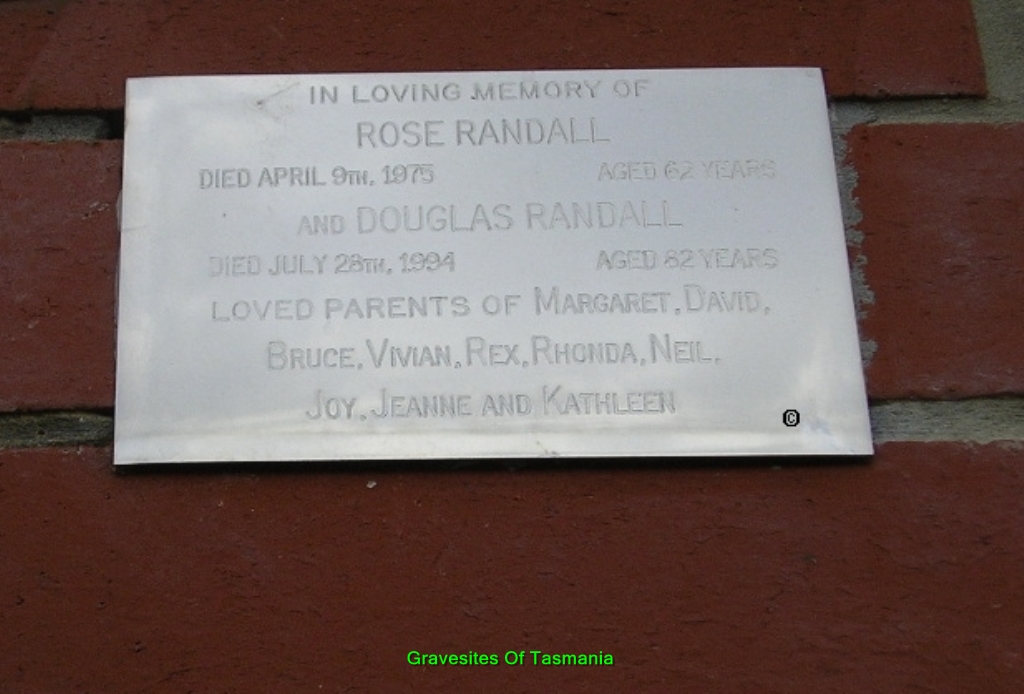 IN LOVING MEMORY OF
ROSE RANDALL
DIED APRIL 9TH, 1975 AGED 62 YEARS
AND DOUGLAS RANDALL
DIED JULY 28TH, 1994 AGED 82 YEARS
LOVED PARENTS OF MARGARET, DAVID,
BRUCE, VIVIAN, REX, RHONDA, NEIL,
JOY, JEANNE AND KATHLEEN
©
Gravesites Of Tasmania